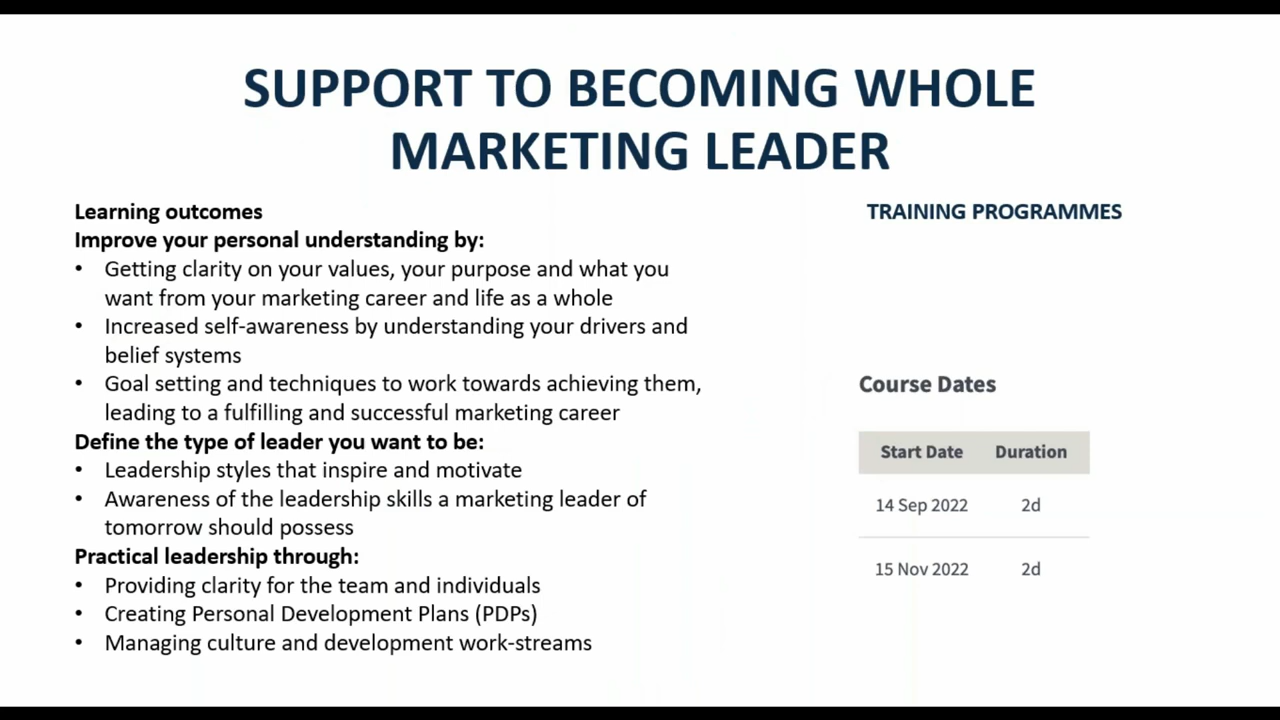 SUPPORT TO BECOMING WHOLE
MARKETING LEADER
Learning outcomes
Improve your personal understanding by:
• Getting clarity on your values, your purpose and what you
want from your marketing career and life as a whole
• Increased self-awareness by understanding your drivers and
belief systems
• Goal setting and techniques to work towards achieving them,
leading to a fulfilling and successful marketing career
Define the type of leader you want to be:
• Leadership styles that inspire and motivate
• Awareness of the leadership skills a marketing leader of
tomorrow should possess
Practical leadership through:
• Providing clarity for the team and individuals
• Creating Personal Development Plans (PDPs)
• Managing culture and development work-streams
TRAINING PROGRAMMES
Course Dates
Start Date Duration
14 Sep 2022 2d
15 Nov 2022 2d